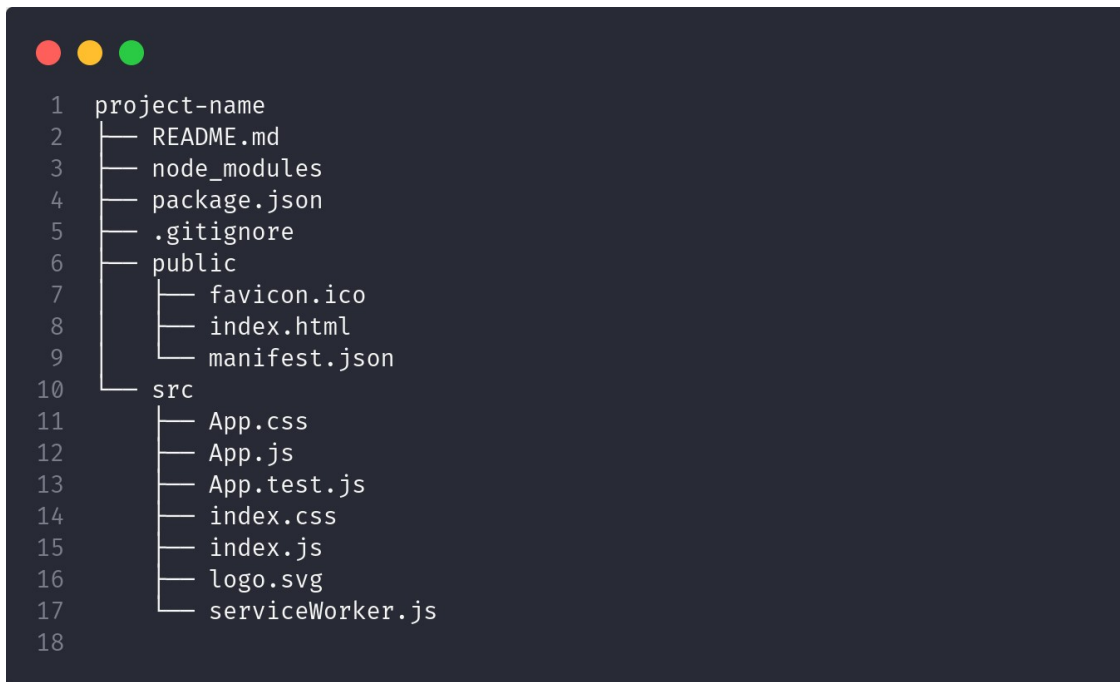 1 project-name
2 ├── README.md
3 ├── node_modules
4 ├── package.json
5 ├── .gitignore
6 ├── public
7 │   ├── favicon.ico
8 │   ├── index.html
9 │   └── manifest.json
10 └── src
11     ├── App.css
12     ├── App.js
13     ├── App.test.js
14     ├── index.css
15     ├── index.js
16     ├── logo.svg
17     └── serviceWorker.js
18